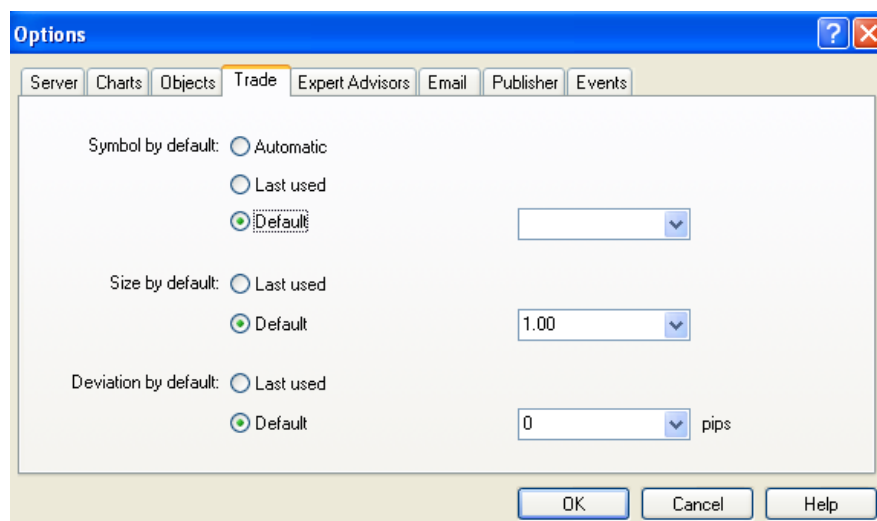 Options
Server Charts Objects Trade Expert Advisors Email Publisher Events
Symbol by default: Automatic
Last used
Default
Size by default: Last used
Default 1.00
Deviation by default: Last used
Default 0 pips
OK Cancel Help